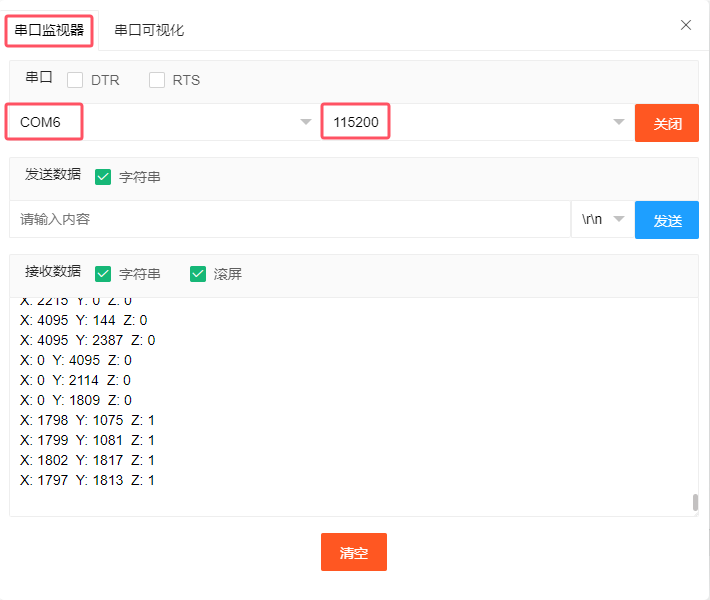 串口监视器 串口可视化
串口 DTR RTS
COM6 115200 关闭
发送数据 字符串
请输入内容 \r\n 发送
接收数据 字符串 滚屏
X: 2215 Y: 0 Z: 0
X: 4095 Y: 144 Z: 0
X: 4095 Y: 2387 Z: 0
X: 0 Y: 4095 Z: 0
X: 0 Y: 2114 Z: 0
X: 0 Y: 1809 Z: 0
X: 1798 Y: 1075 Z: 1
X: 1799 Y: 1081 Z: 1
X: 1802 Y: 1817 Z: 1
X: 1797 Y: 1813 Z: 1
清空